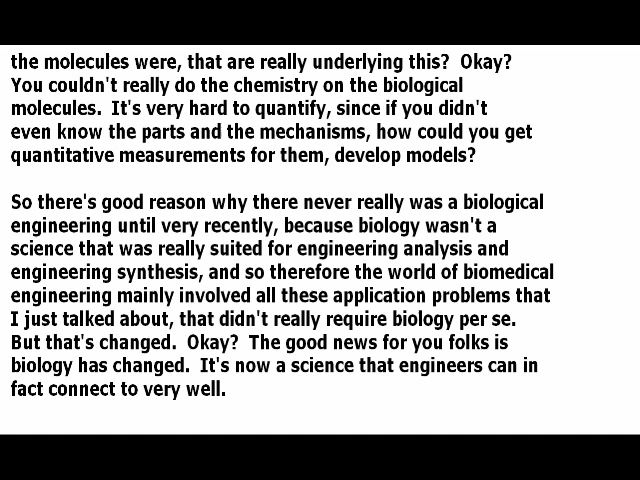 the molecules were, that are really underlying this?  Okay?
You couldn't really do the chemistry on the biological
molecules.  It's very hard to quantify, since if you didn't
even know the parts and the mechanisms, how could you get
quantitative measurements for them, develop models?

So there's good reason why there never really was a biological
engineering until very recently, because biology wasn't a
science that was really suited for engineering analysis and
engineering synthesis, and so therefore the world of biomedical
engineering mainly involved all these application problems that
I just talked about, that didn't really require biology per se.
But that's changed.  Okay?  The good news for you folks is
biology has changed.  It's now a science that engineers can in
fact connect to very well.